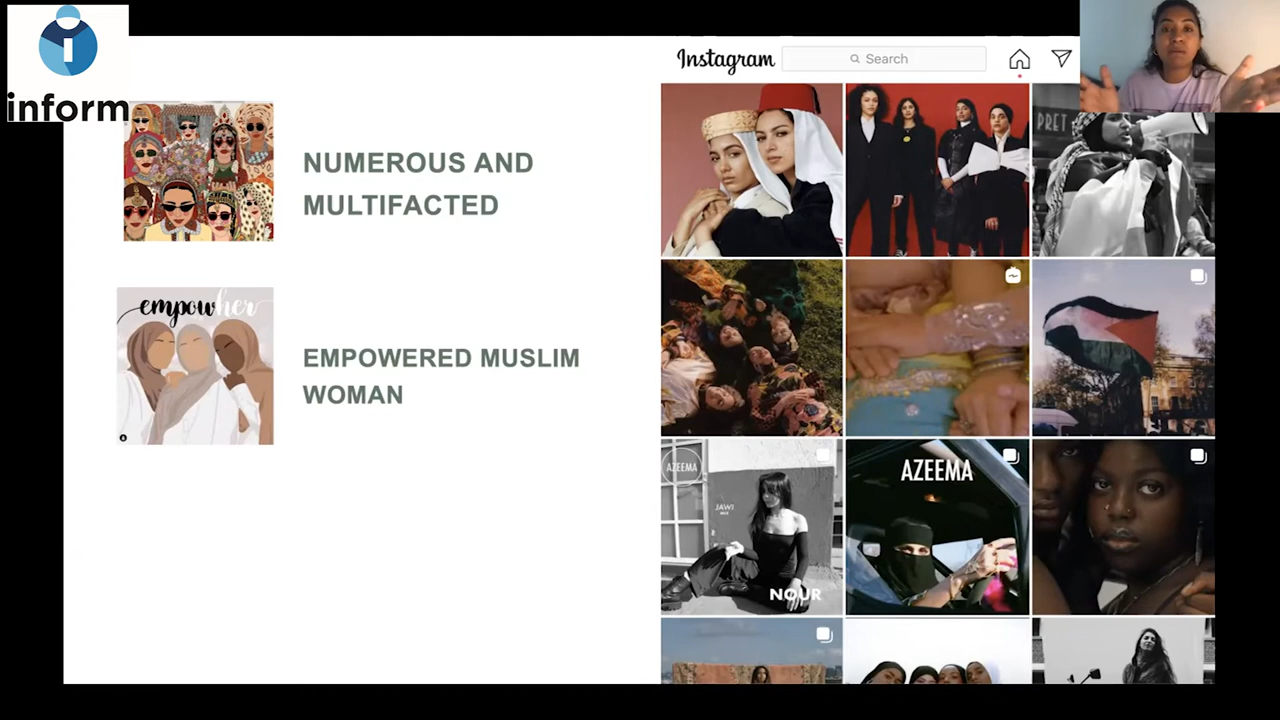 inform
NUMEROUS AND
MULTIFACTED
empowher
EMPOWERED MUSLIM
WOMAN
Instagram
Search
PRET
AZEEMA
JAWI
NOUR
AZEEMA